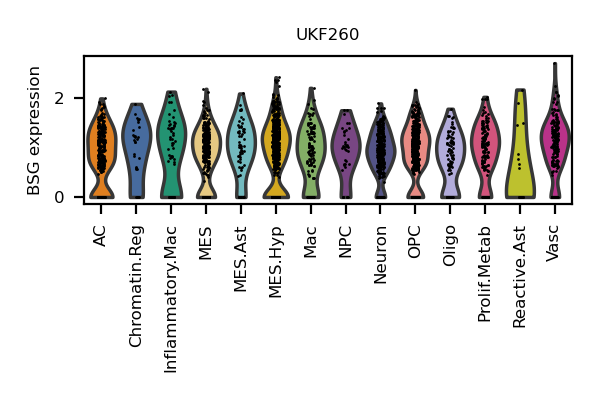 UKF260
BSG expression
2
0
AC
Chromatin.Reg
Inflammatory.Mac
MES
MES.Ast
MES.Hyp
Mac
NPC
Neuron
OPC
Oligo
Prolif.Metab
Reactive.Ast
Vasc